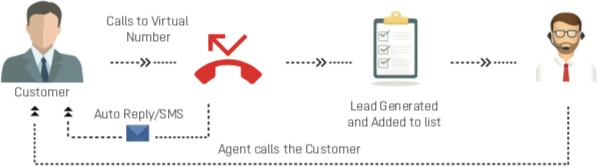 Calls to Virtual
Number
Customer
Auto Reply/SMS
Lead Generated
and Added to list
Agent calls the Customer